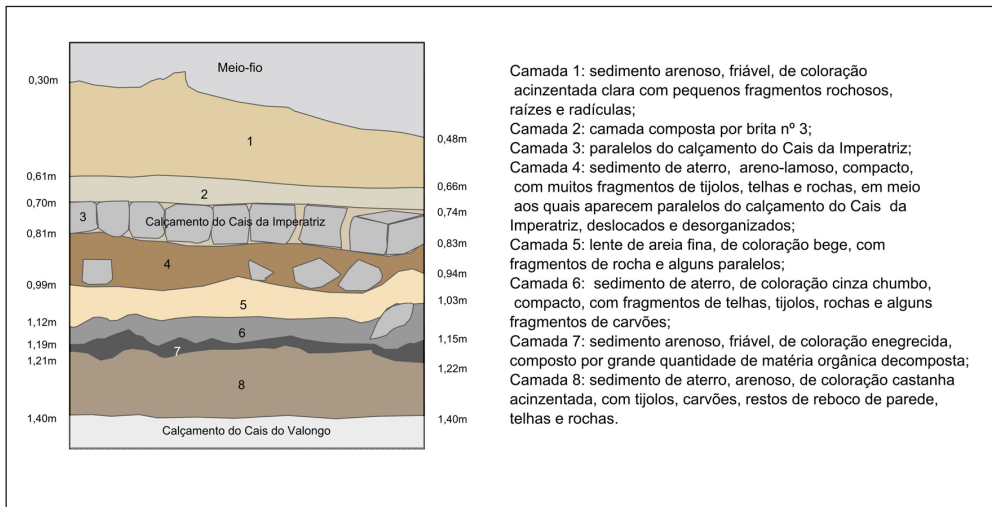 Meio-fio
0,30m
1
0,48m
0,61m
2
0,66m
0,70m
3
Calçamento do Cais da Imperatriz
0,74m
0,81m
0,83m
4
0,94m
0,99m
5
1,03m
1,12m
6
1,15m
1,19m
7
1,21m
1,22m
8
1,40m
1,40m
Calçamento do Cais do Valongo
Camada 1: sedimento arenoso, friável, de coloração
acinzentada clara com pequenos fragmentos rochosos,
raízes e radículas;
Camada 2: camada composta por brita nº 3;
Camada 3: paralelos do calçamento do Cais da Imperatriz;
Camada 4: sedimento de aterro, areno-lamoso, compacto,
com muitos fragmentos de tijolos, telhas e rochas, em meio
aos quais aparecem paralelos do calçamento do Cais da
Imperatriz, deslocados e desorganizados;
Camada 5: lente de areia fina, de coloração bege, com
fragmentos de rocha e alguns paralelos;
Camada 6: sedimento de aterro, de coloração cinza chumbo,
compacto, com fragmentos de telhas, tijolos, rochas e alguns
fragmentos de carvões;
Camada 7: sedimento arenoso, friável, de coloração enegrecida,
composto por grande quantidade de matéria orgânica decomposta;
Camada 8: sedimento de aterro, arenoso, de coloração castanha
acinzentada, com tijolos, carvões, restos de reboco de parede,
telhas e rochas.